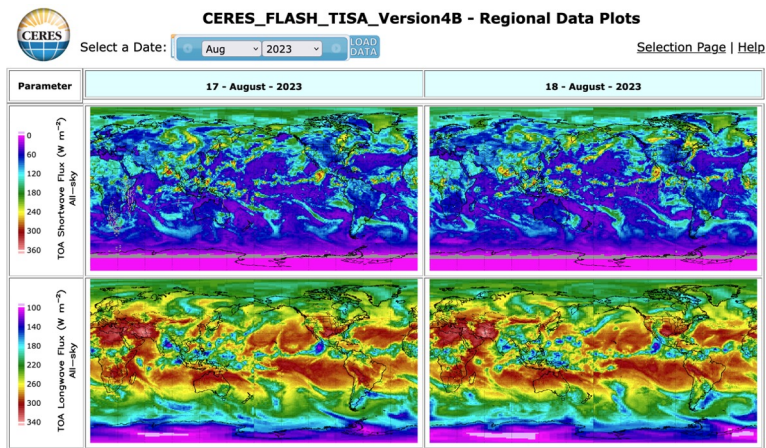 CERES_FLASH_TISA_Version4B - Regional Data Plots
CERES
Select a Date:
Aug
2023
LOAD
DATA
Selection Page | Help
Parameter
17 - August - 2023
18 - August - 2023
0
60
120
180
240
300
360
TOA Shortwave Flux (W m−2)
All−sky
100
140
180
220
260
300
340
TOA Longwave Flux (W m−2)
All−sky